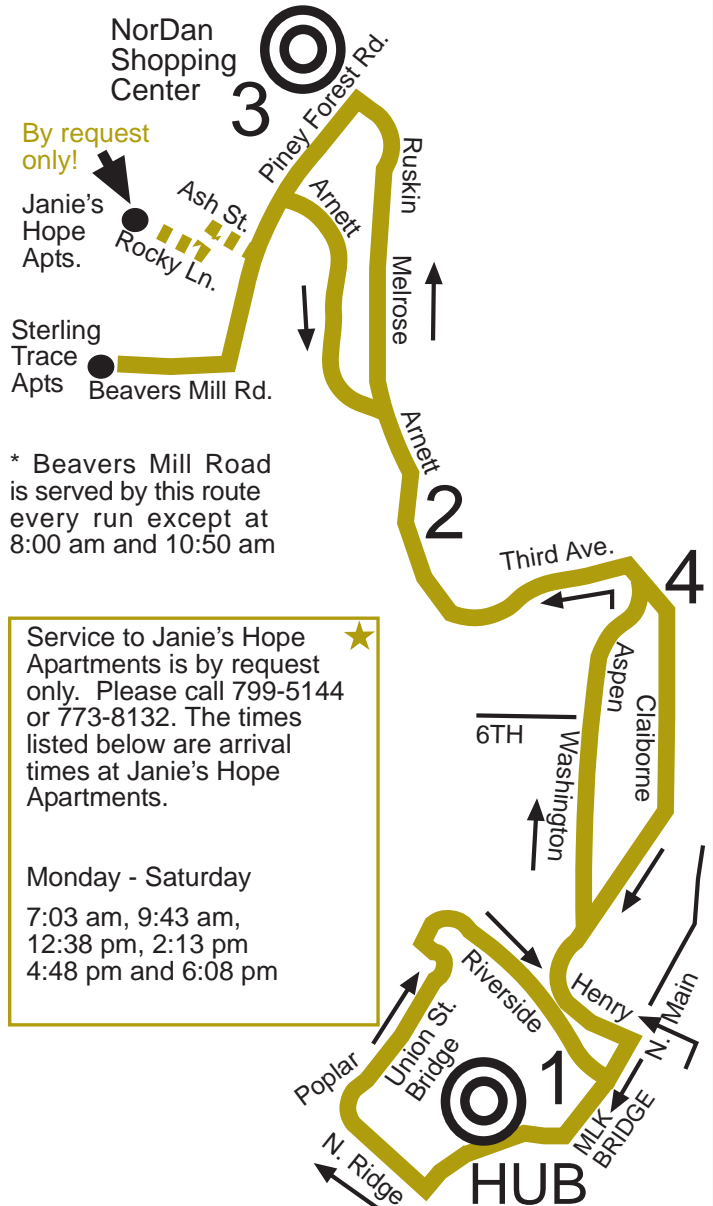 NorDan
Shopping
Center
3
Piney Forest Rd.
By request
only!
Ash St.
Arnett
Ruskin
Janie's
Hope
Apts.
Rocky Ln.
Melrose
Sterling
Trace
Apts
Beavers Mill Rd.
Arnett
* Beavers Mill Road
is served by this route
every run except at
8:00 am and 10:50 am
2
Third Ave.
4
Service to Janie's Hope
Apartments is by request
only. Please call 799-5144
or 773-8132. The times
listed below are arrival
times at Janie's Hope
Apartments.
Monday - Saturday
7:03 am, 9:43 am,
12:38 pm, 2:13 pm
4:48 pm and 6:08 pm
Aspen
Claiborne
6TH
Washington
Riverside
Henry
N. Main
Union St.
Bridge
Poplar
1
MLK
BRIDGE
N. Ridge
HUB